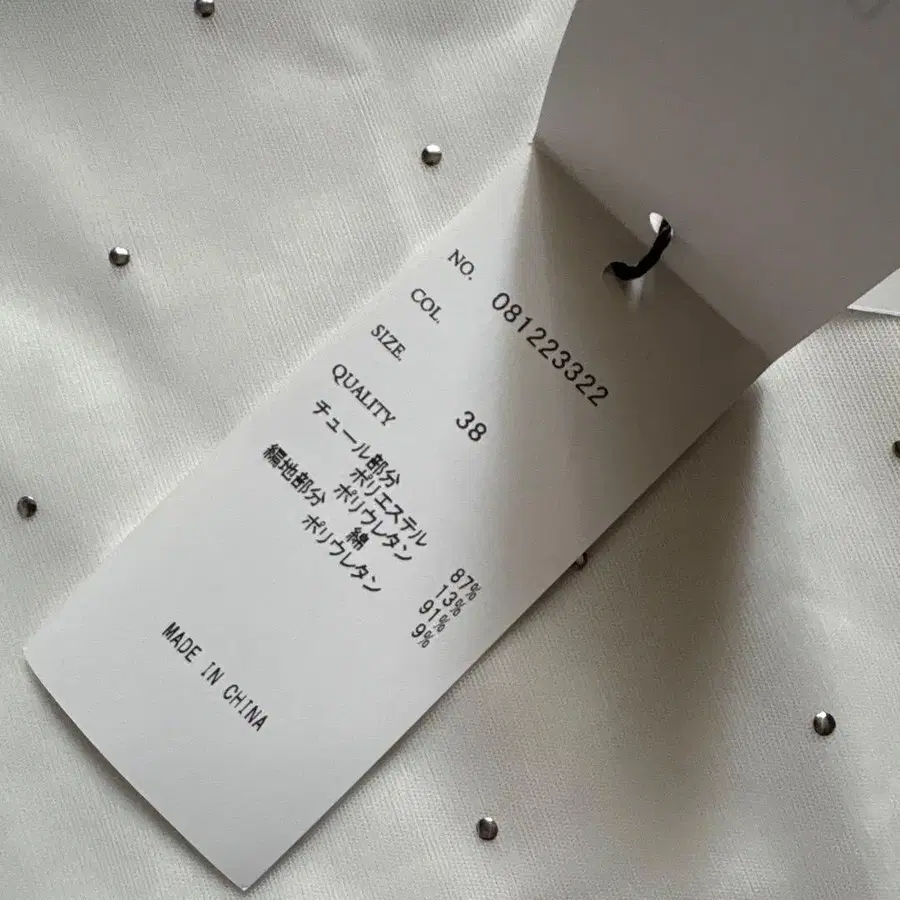 NO. 081223322
COL.
SIZE. 38
QUALITY
チュール部分
ポリエステル 87%
ポリウレタン 13%
編地部分 綿 91%
ポリウレタン 9%
MADE IN CHINA